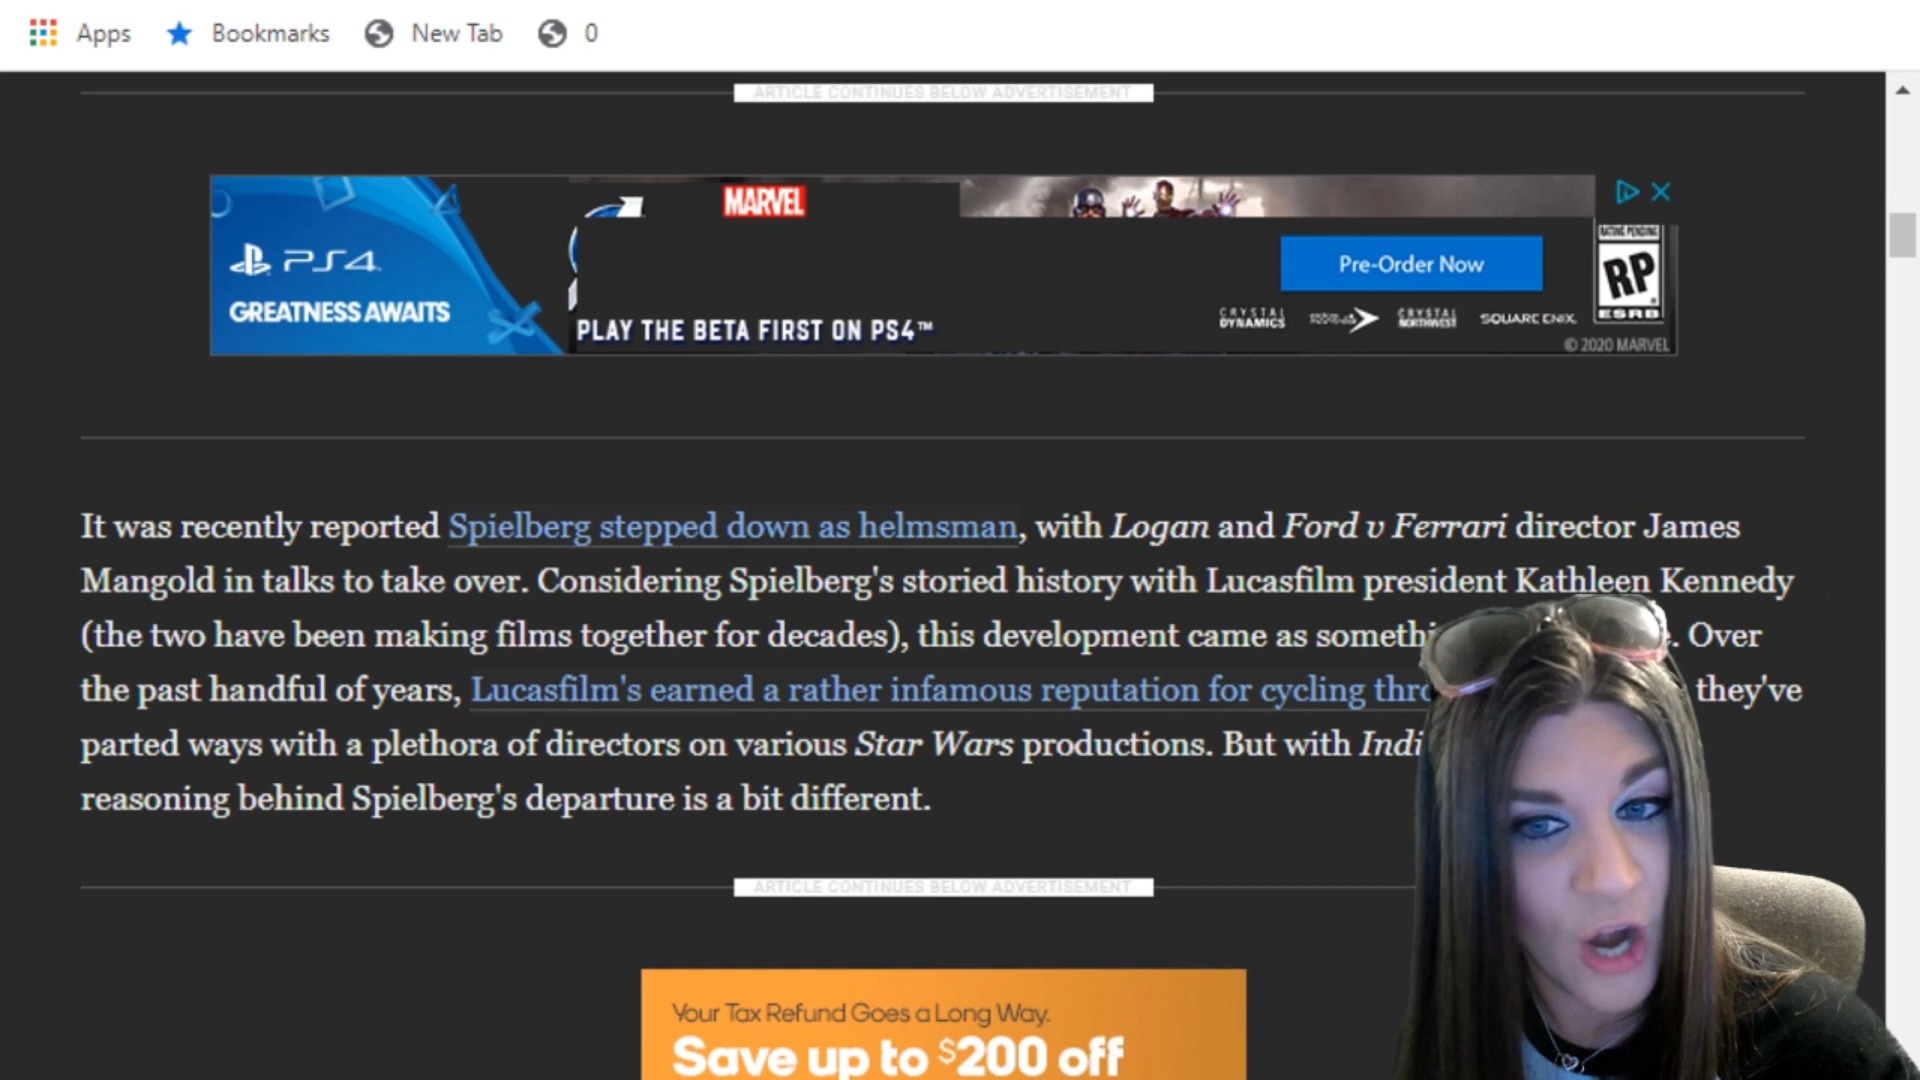 Apps Bookmarks New Tab 0
ARTICLE CONTINUES BELOW ADVERTISEMENT
MARVEL
PS4
GREATNESS AWAITS
PLAY THE BETA FIRST ON PS4™
Pre-Order Now
CRYSTAL DYNAMICS
CRYSTAL NORTHWEST
SQUARE ENIX
RATING PENDING
RP
ESRB
© 2020 MARVEL
It was recently reported Spielberg stepped down as helmsman, with Logan and Ford v Ferrari director James
Mangold in talks to take over. Considering Spielberg's storied history with Lucasfilm president Kathleen Kennedy
(the two have been making films together for decades), this development came as somethi . Over
the past handful of years, Lucasfilm's earned a rather infamous reputation for cycling thro they've
parted ways with a plethora of directors on various Star Wars productions. But with Indi
reasoning behind Spielberg's departure is a bit different.
ARTICLE CONTINUES BELOW ADVERTISEMENT
Your Tax Refund Goes a Long Way.
Save up to $200 off